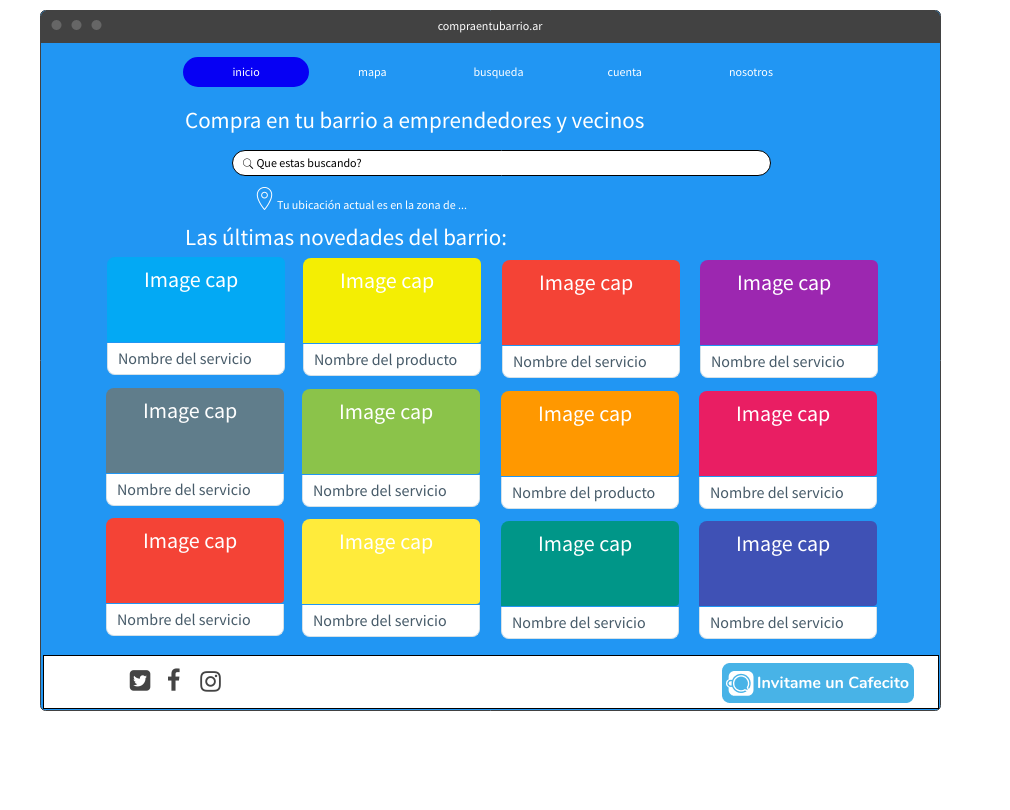 compraentubarrio.ar
inicio mapa busqueda cuenta nosotros
Compra en tu barrio a emprendedores y vecinos
Que estas buscando?
Tu ubicación actual es en la zona de ...
Las últimas novedades del barrio:
Image cap Image cap Image cap Image cap
Nombre del servicio Nombre del producto Nombre del servicio Nombre del servicio
Image cap Image cap Image cap Image cap
Nombre del servicio Nombre del servicio Nombre del producto Nombre del servicio
Image cap Image cap Image cap Image cap
Nombre del servicio Nombre del servicio Nombre del servicio Nombre del servicio
Invitame un Cafecito